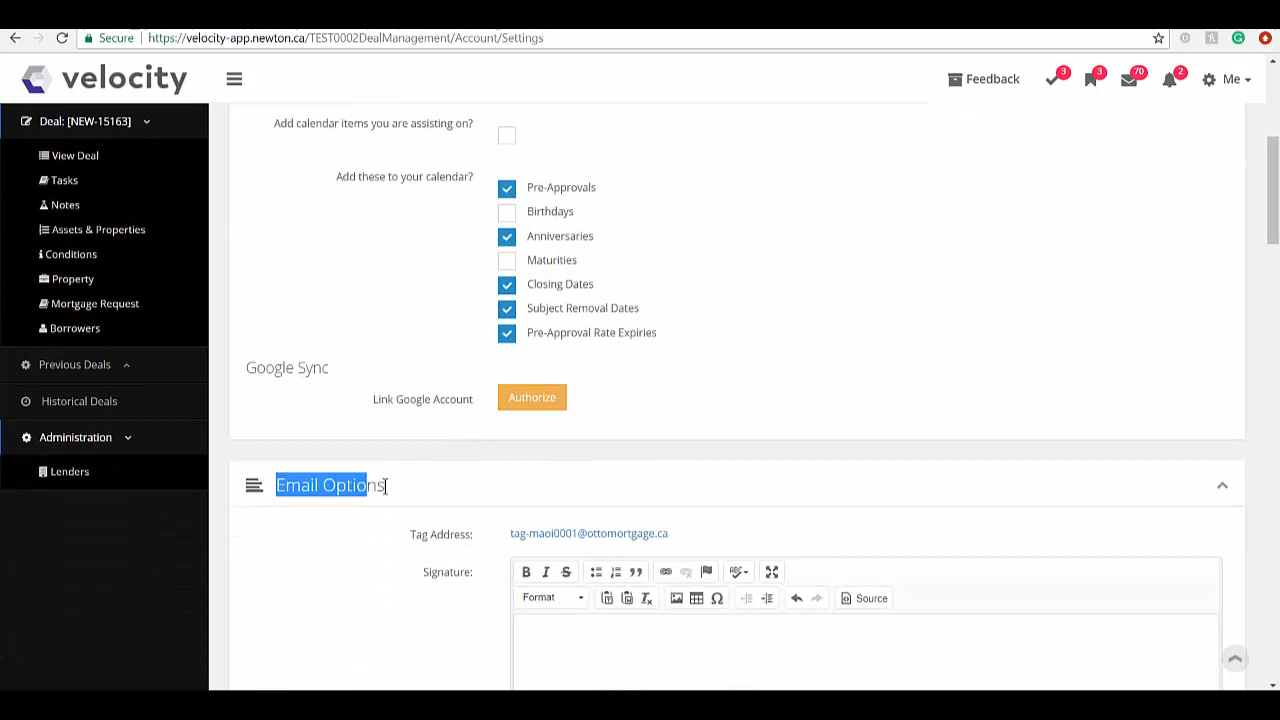 Secure https://velocity-app.newton.ca/TEST0002DealManagement/Account/Settings
velocity
Feedback 3 3 70 2 Me
Deal: [NEW-15163]
View Deal
Tasks
Notes
Assets & Properties
Conditions
Property
Mortgage Request
Borrowers
Previous Deals
Historical Deals
Administration
Lenders
Add calendar items you are assisting on?
Add these to your calendar?
Pre-Approvals
Birthdays
Anniversaries
Maturities
Closing Dates
Subject Removal Dates
Pre-Approval Rate Expiries
Google Sync
Link Google Account Authorize
Email Options
Tag Address: tag-maoi0001@ottomortgage.ca
Signature:
B I S
Format Source